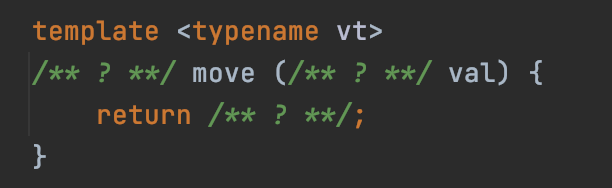 template <typename vt>
/** ? **/ move (/** ? **/ val) {
    return /** ? **/;
}